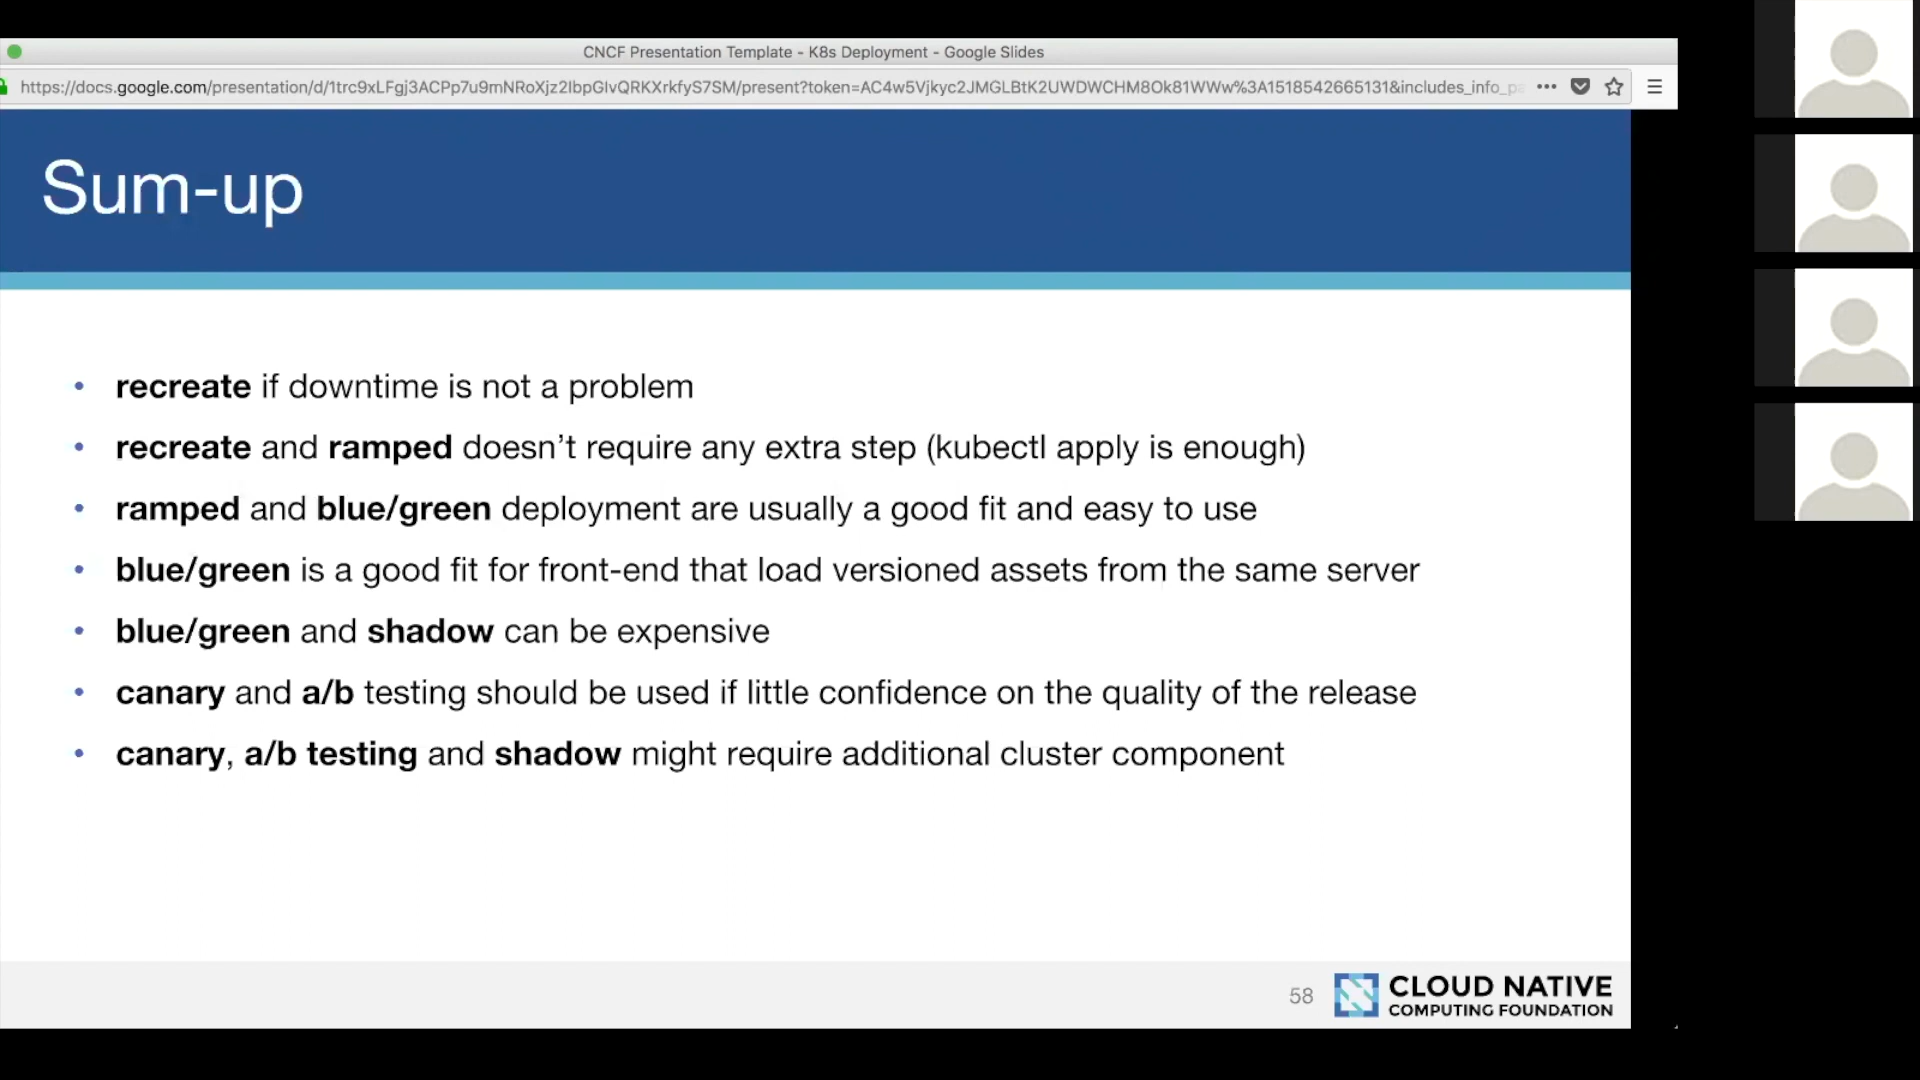 CNCF Presentation Template - K8s Deployment - Google Slides
https://docs.google.com/presentation/d/1trc9xLFgj3ACPp7u9mNRoXjz2IbpGIvQRKXrkfyS7SM/present?token=AC4w5Vjkyc2JMGLBtK2UWDWCHM8Ok81WWw%3A1518542665131&includes_info_pa
Sum-up
• recreate if downtime is not a problem
• recreate and ramped doesn’t require any extra step (kubectl apply is enough)
• ramped and blue/green deployment are usually a good fit and easy to use
• blue/green is a good fit for front-end that load versioned assets from the same server
• blue/green and shadow can be expensive
• canary and a/b testing should be used if little confidence on the quality of the release
• canary, a/b testing and shadow might require additional cluster component
58
CLOUD NATIVE
COMPUTING FOUNDATION